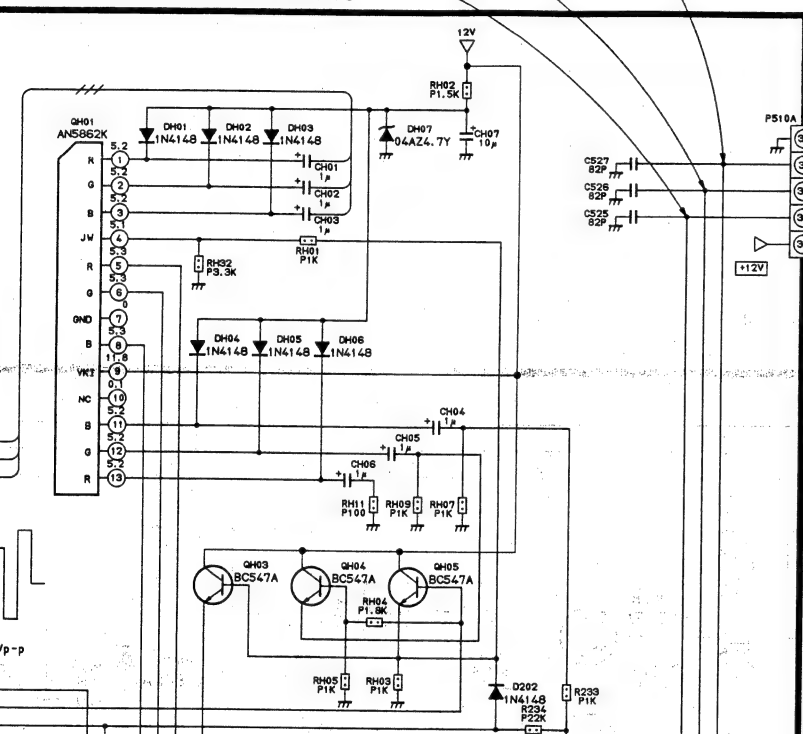 12V
RH02
P1.5K
QH01
AN5862K
DH01
1N4148
DH02
1N4148
DH03
1N4148
DH07
04AZ4.7Y
+
CH07
10μ
P510A
5.2
R 1
+
CH01
1μ
5.2
G 2
+
CH02
1μ
5.2
B 3
+
CH03
1μ
5.1
JW 4
RH01
P1K
RH32
P3.3K
5.3
R 5
5.3
G 6
0
GND 7
5.3
B 8
11.8
VKI 9
0.1
NC 10
5.2
B 11
5.2
G 12
5.2
R 13
C527
82P
C526
82P
C525
82P
+12V
3
3
3
3
3
DH04
1N4148
DH05
1N4148
DH06
1N4148
+
CH04
1μ
+
CH05
1μ
+
CH06
1μ
RH11
P100
RH09
P1K
RH07
P1K
QH03
BC547A
QH04
BC547A
QH05
BC547A
RH04
P1.8K
RH05
P1K
RH03
P1K
D202
1N4148
R234
P22K
R233
P1K
/p-p